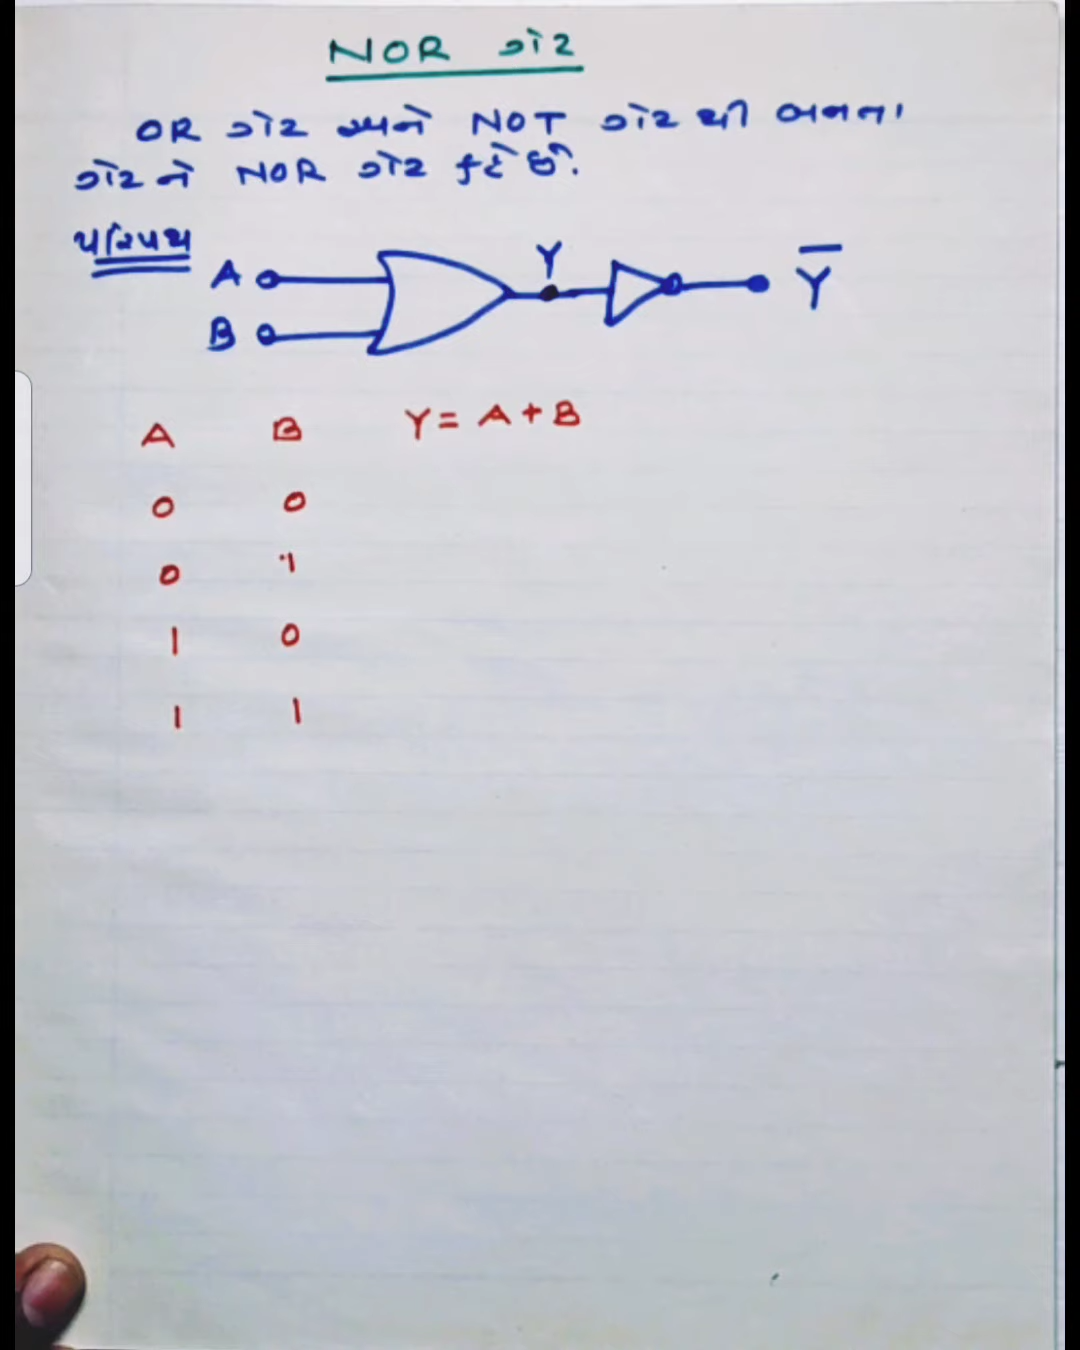 NOR ગેટ
OR ગેટ અને NOT ગેટ થી બનતા
ગેટ ને NOR ગેટ કહે છે.
પરિપથ
A
B
Y
Y̅
A B Y = A + B
0 0
0 1
1 0
1 1